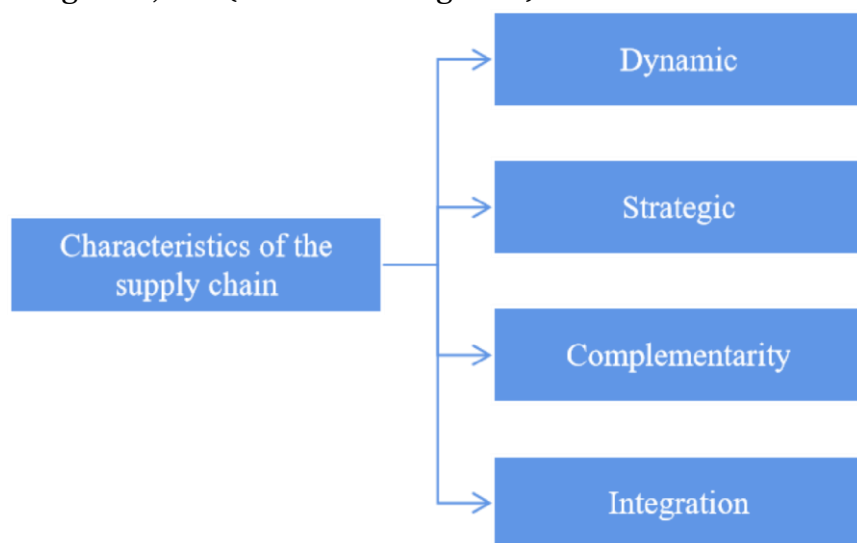 Dynamic
Strategic
Characteristics of the
supply chain
Complementarity
Integration